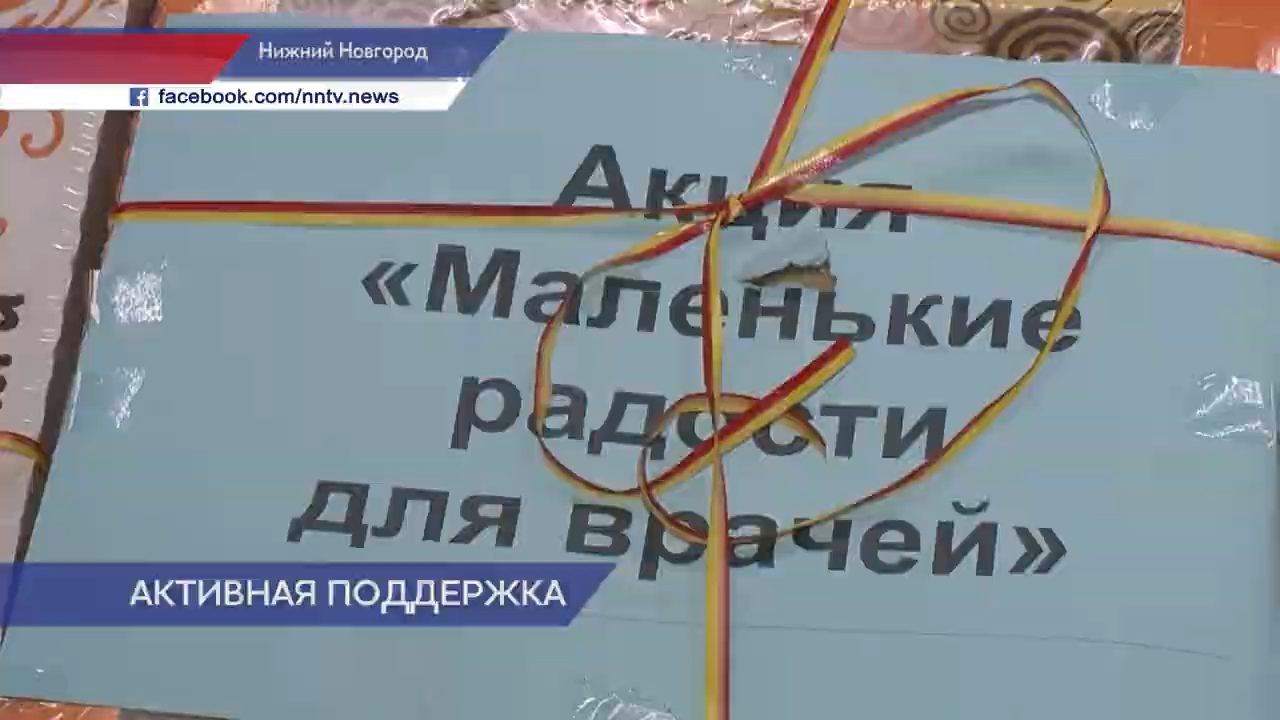 Нижний Новгород
facebook.com/nntv.news
Акция
«Маленькие
радости
для врачей»
АКТИВНАЯ ПОДДЕРЖКА